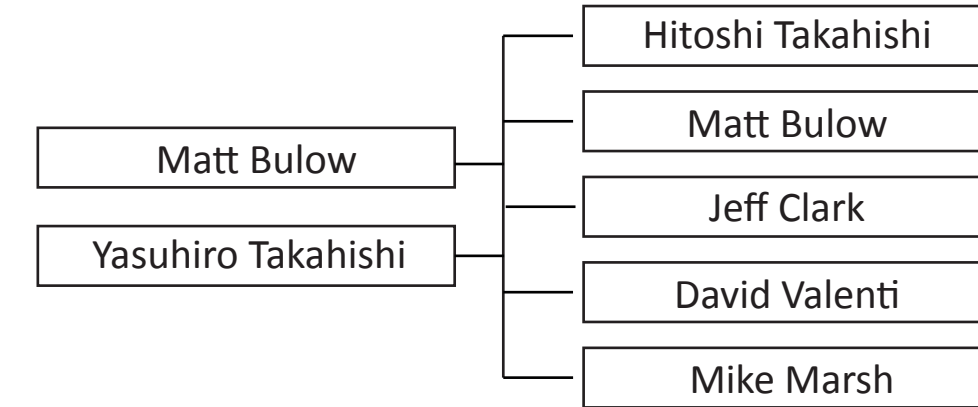 Matt Bulow
Yasuhiro Takahishi
Hitoshi Takahishi
Matt Bulow
Jeff Clark
David Valenti
Mike Marsh